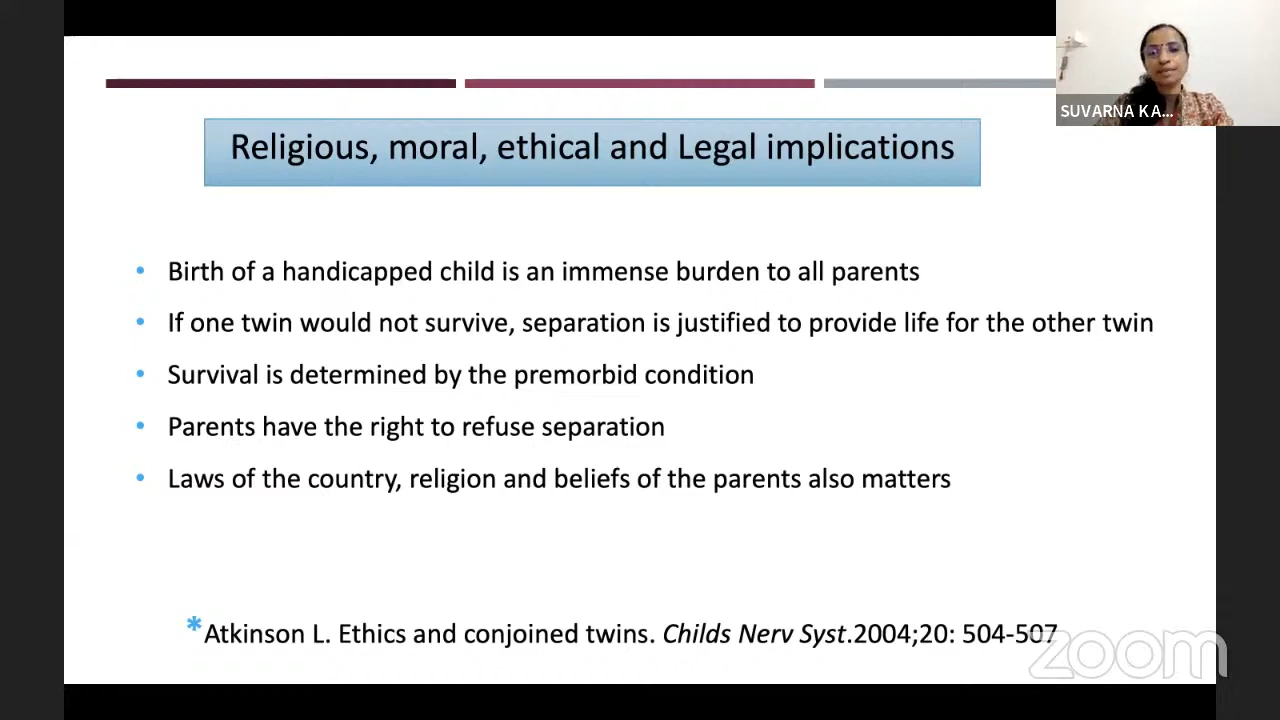 SUVARNA K A...
Religious, moral, ethical and Legal implications
• Birth of a handicapped child is an immense burden to all parents
• If one twin would not survive, separation is justified to provide life for the other twin
• Survival is determined by the premorbid condition
• Parents have the right to refuse separation
• Laws of the country, religion and beliefs of the parents also matters
*Atkinson L. Ethics and conjoined twins. Childs Nerv Syst.2004;20: 504-507
zoom